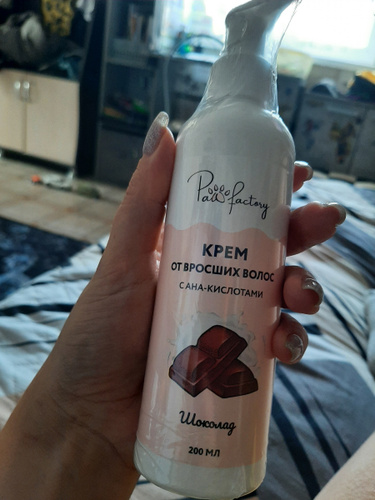 Paw factory
КРЕМ
ОТ ВРОСШИХ ВОЛОС
С АНА-КИСЛОТАМИ
Шоколад
200 МЛ